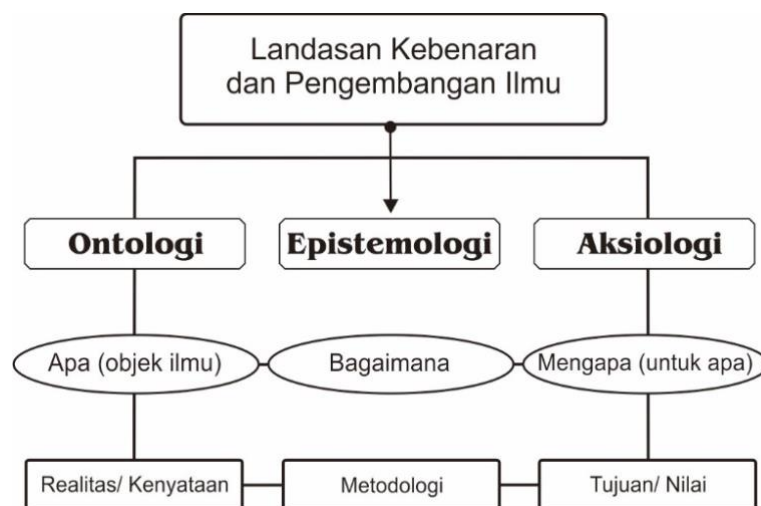 Landasan Kebenaran
dan Pengembangan Ilmu
Ontologi
Epistemologi
Aksiologi
Apa (objek ilmu)
Bagaimana
Mengapa (untuk apa)
Realitas/ Kenyataan
Metodologi
Tujuan/ Nilai